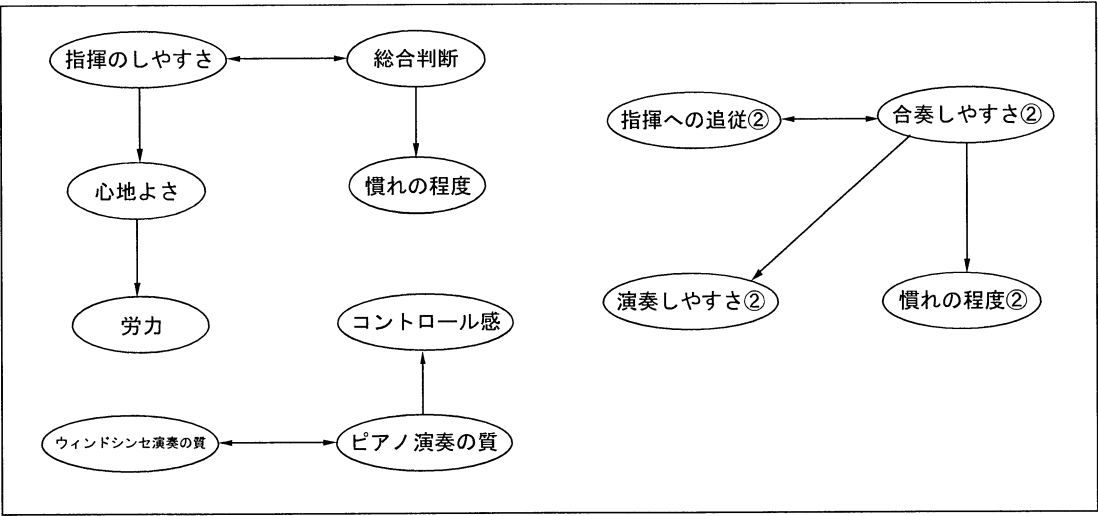 指揮のしやすさ
総合判断
指揮への追従②
合奏しやすさ②
心地よさ
慣れの程度
演奏しやすさ②
慣れの程度②
労力
コントロール感
ウィンドシンセ演奏の質
ピアノ演奏の質